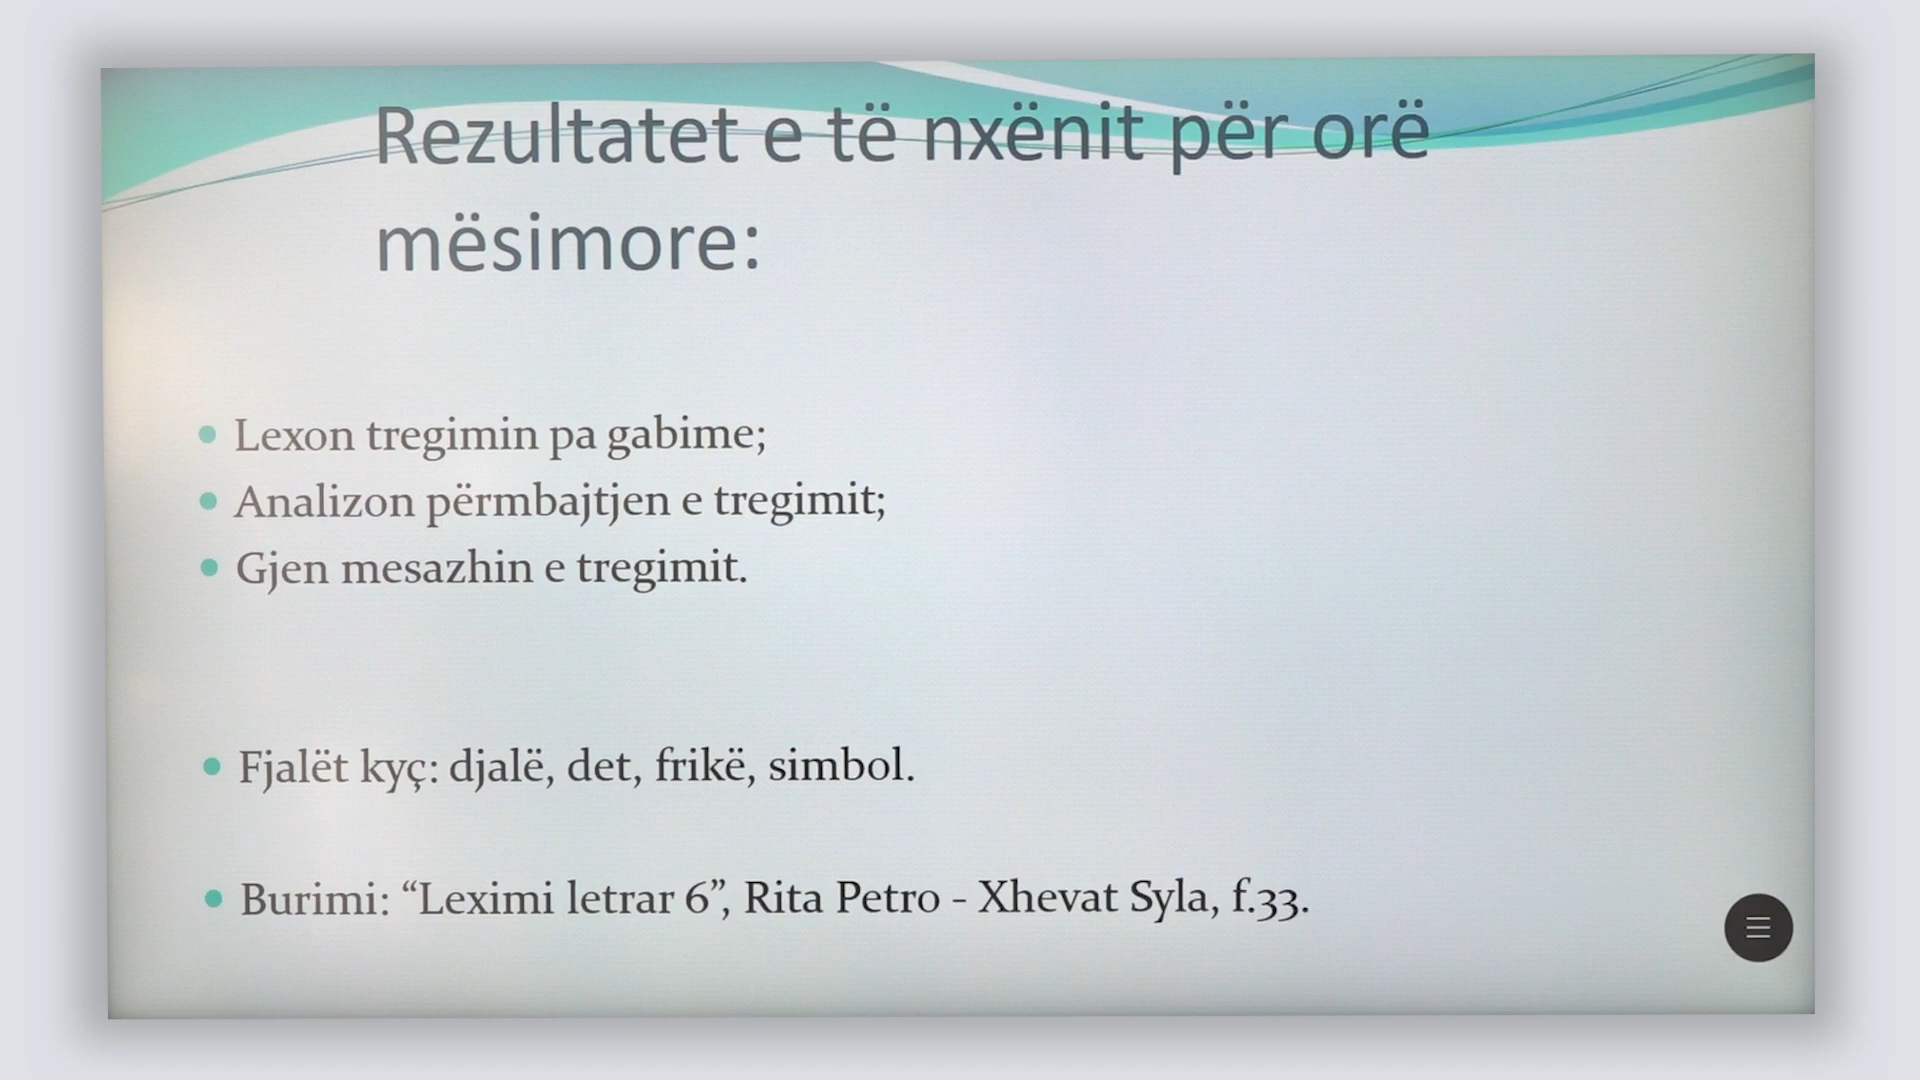 Rezultatet e të nxënit për orë
mësimore:
Lexon tregimin pa gabime;
Analizon përmbajtjen e tregimit;
Gjen mesazhin e tregimit.
Fjalët kyç: djalë, det, frikë, simbol.
Burimi: “Leximi letrar 6”, Rita Petro - Xhevat Syla, f.33.